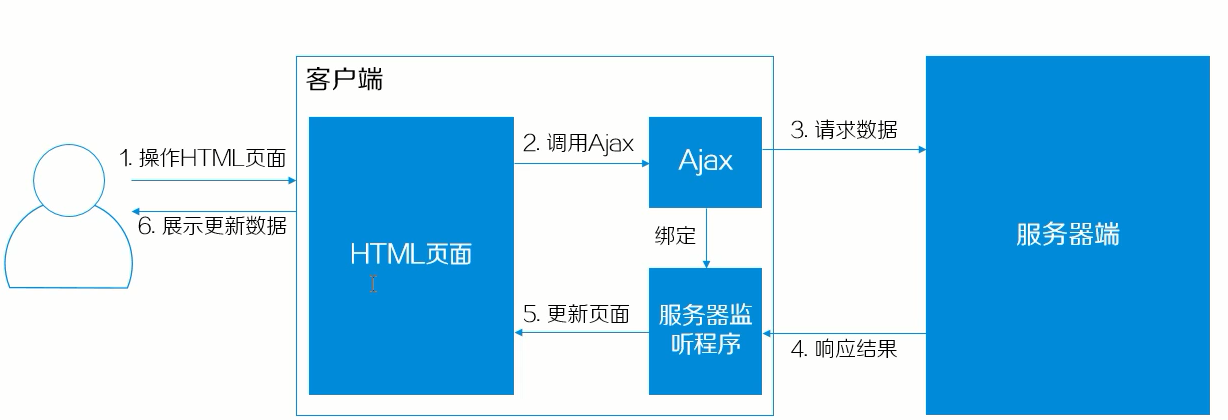 客户端
1. 操作HTML页面
6. 展示更新数据
HTML页面
2. 调用Ajax
Ajax
3. 请求数据
绑定
服务器监
听程序
5. 更新页面
4. 响应结果
服务器端